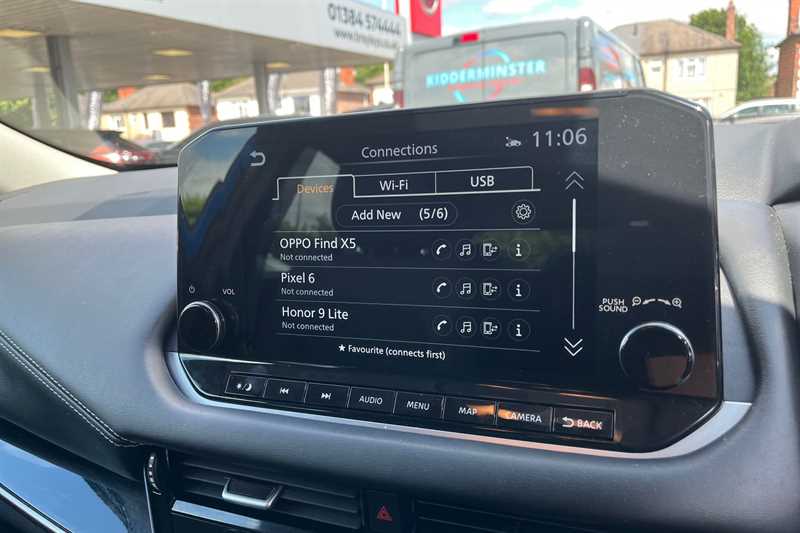 01384 574444
KIDDERMINSTER
Connections
11:06
Devices
Wi-Fi
USB
Add New (5/6)
OPPO Find X5
Not connected
Pixel 6
Not connected
Honor 9 Lite
Not connected
★ Favourite (connects first)
VOL
PUSH
SOUND
AUDIO
MENU
MAP
CAMERA
BACK